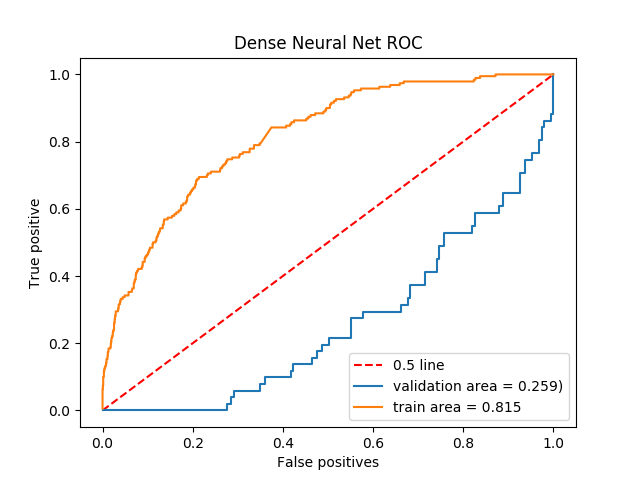 Dense Neural Net ROC
True positive
1.0
0.8
0.6
0.4
0.2
0.0
0.5 line
validation area = 0.259)
train area = 0.815
0.0 0.2 0.4 0.6 0.8 1.0
False positives